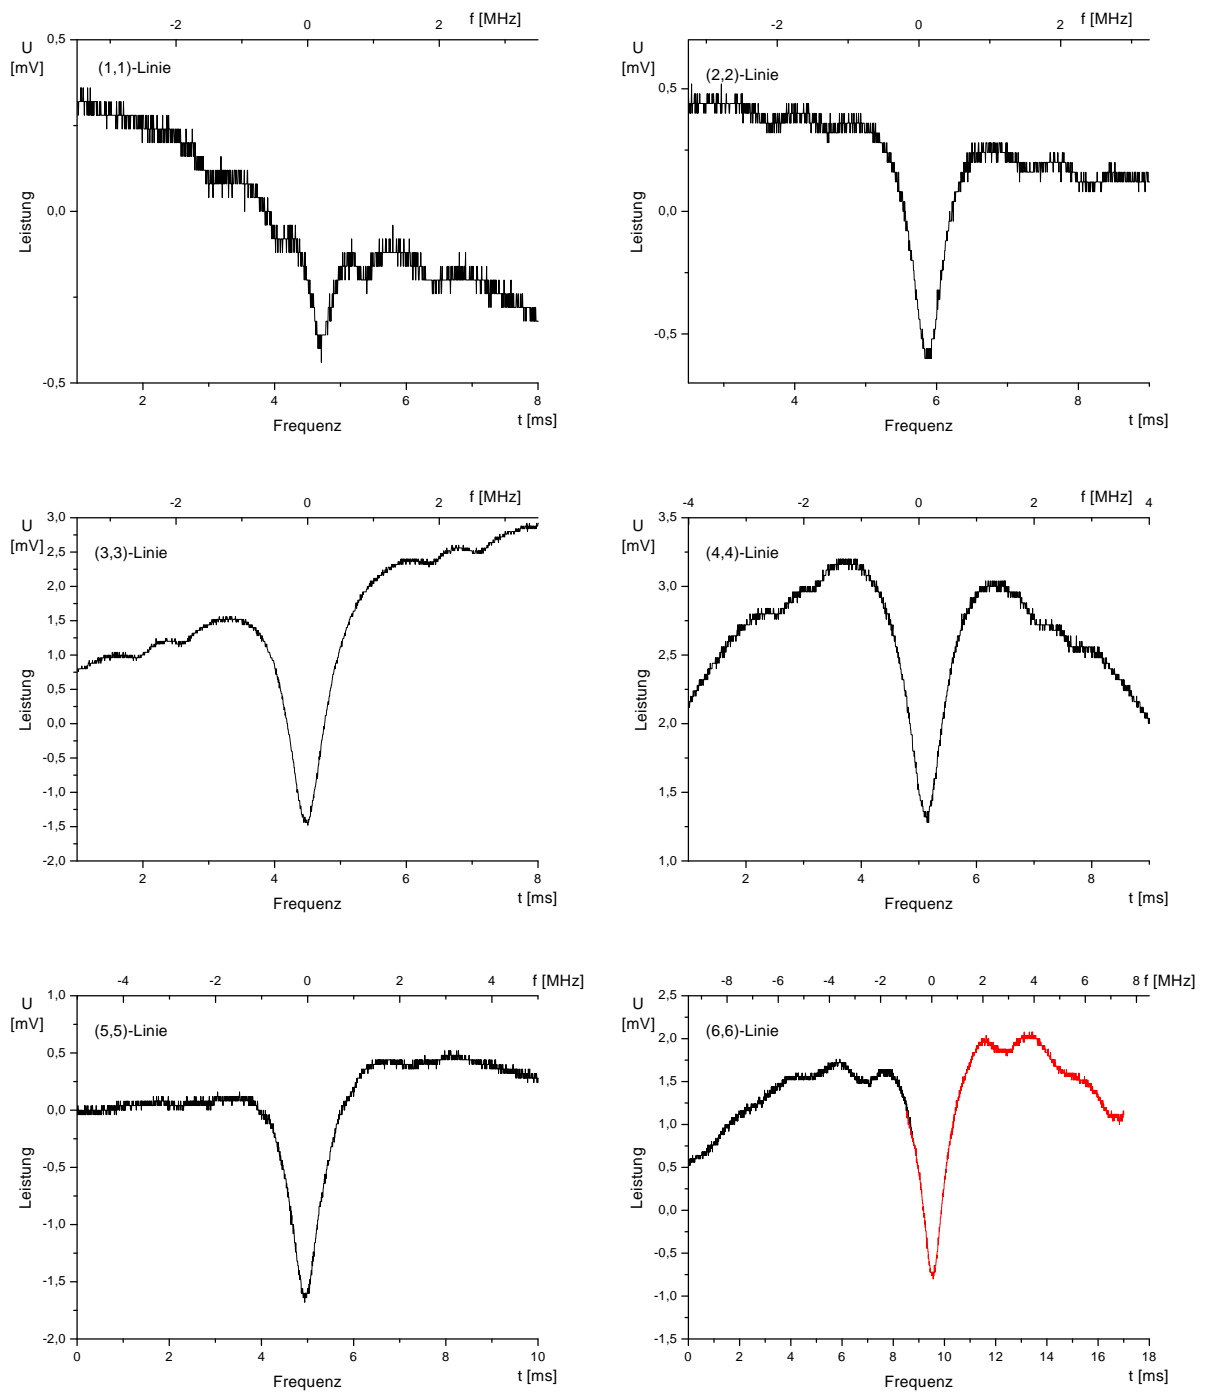 -2 0 2 f [MHz]
U
[mV]
0,5
(1,1)-Linie
0,0
Leistung
-0,5
2 4 6 8
Frequenz t [ms]
-2 0 2 f [MHz]
U
[mV]
(2,2)-Linie
0,5
0,0
Leistung
-0,5
4 6 8
Frequenz t [ms]
-2 0 2 f [MHz]
U
[mV]
3,0
(3,3)-Linie
2,5
2,0
1,5
1,0
0,5
0,0
Leistung
-0,5
-1,0
-1,5
-2,0
2 4 6 8
Frequenz t [ms]
-4 -2 0 2 f [MHz] 4
U
[mV]
3,5
(4,4)-Linie
3,0
2,5
2,0
Leistung
1,5
1,0
2 4 6 8
Frequenz t [ms]
-4 -2 0 2 4 f [MHz]
U
[mV]
1,0
(5,5)-Linie
0,5
0,0
-0,5
Leistung
-1,0
-1,5
-2,0
0 2 4 6 8 10
Frequenz t [ms]
-8 -6 -4 -2 0 2 4 6 8 f [MHz]
U
[mV]
2,5
(6,6)-Linie
2,0
1,5
1,0
0,5
Leistung
0,0
-0,5
-1,0
-1,5
0 2 4 6 8 10 12 14 16 18
Frequenz t [ms]